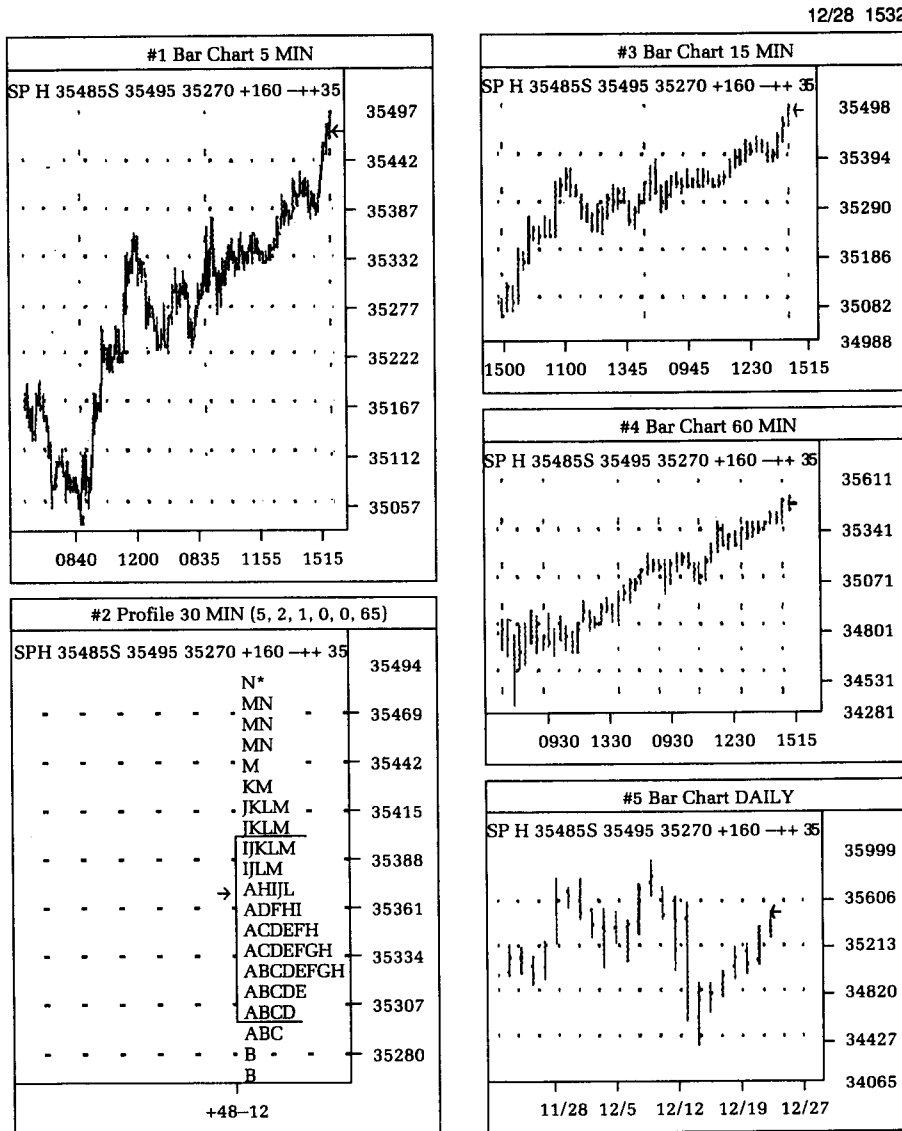 12/28 1532
#1 Bar Chart 5 MIN
SP H 35485S 35495 35270 +160 –++35
35497
35442
35387
35332
35277
35222
35167
35112
35057
0840 1200 0835 1155 1515
#2 Profile 30 MIN (5, 2, 1, 0, 0, 65)
SPH 35485S 35495 35270 +160 –++ 35
35494
N*
MN
35469
MN
MN
35442
M
KM
JKLM
35415
JKLM
IJKLM
35388
IJLM
AHIJL
ADFHI
35361
ACDEFH
ACDEFGH
35334
ABCDEFGH
ABCDE
35307
ABCD
ABC
B
35280
B
+48–12
#3 Bar Chart 15 MIN
SP H 35485S 35495 35270 +160 –++ 35
35498
35394
35290
35186
35082
34988
1500 1100 1345 0945 1230 1515
#4 Bar Chart 60 MIN
SP H 35485S 35495 35270 +160 –++ 35
35611
35341
35071
34801
34531
34281
0930 1330 0930 1230 1515
#5 Bar Chart DAILY
SP H 35485S 35495 35270 +160 –++ 35
35999
35606
35213
34820
34427
34065
11/28 12/5 12/12 12/19 12/27